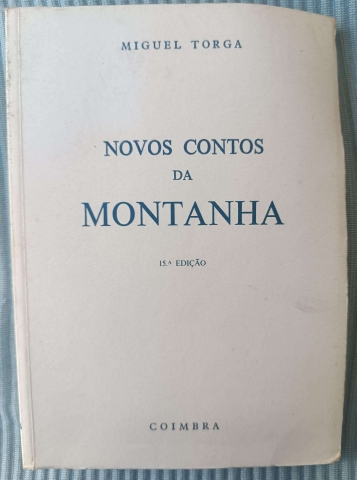 MIGUEL TORGA
NOVOS CONTOS
DA
MONTANHA
15.ª EDIÇÃO
COIMBRA